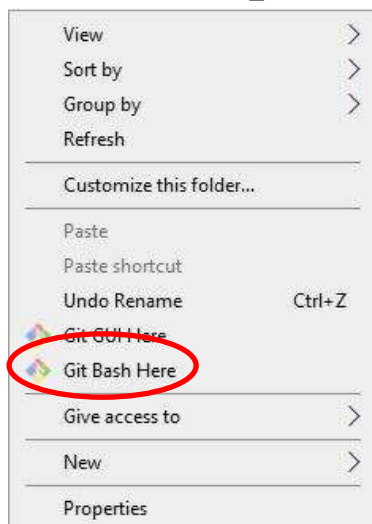 View
Sort by
Group by
Refresh
Customize this folder...
Paste
Paste shortcut
Undo Rename Ctrl+Z
Git GUI Here
Git Bash Here
Give access to
New
Properties